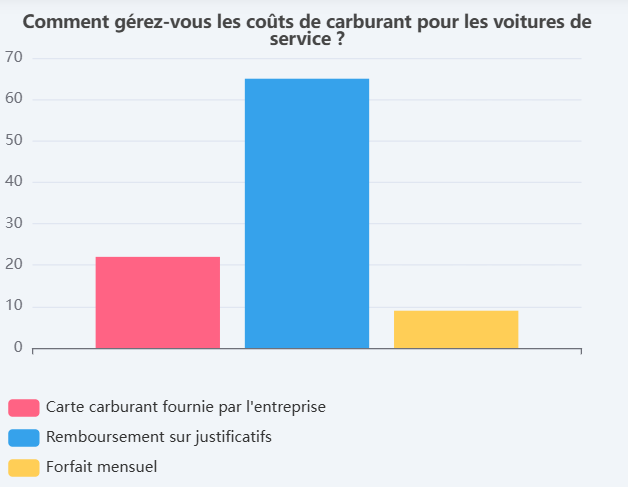 Comment gérez-vous les coûts de carburant pour les voitures de
service ?
70
60
50
40
30
20
10
0
Carte carburant fournie par l'entreprise
Remboursement sur justificatifs
Forfait mensuel